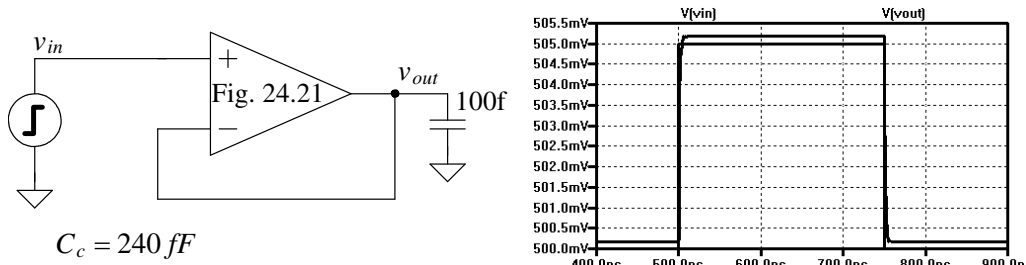 v_in
+
Fig. 24.21
−
v_out
100f
C_c = 240 fF
V(vin) V(vout)
505.5mV
505.0mV
504.5mV
504.0mV
503.5mV
503.0mV
502.5mV
502.0mV
501.5mV
501.0mV
500.5mV
500.0mV